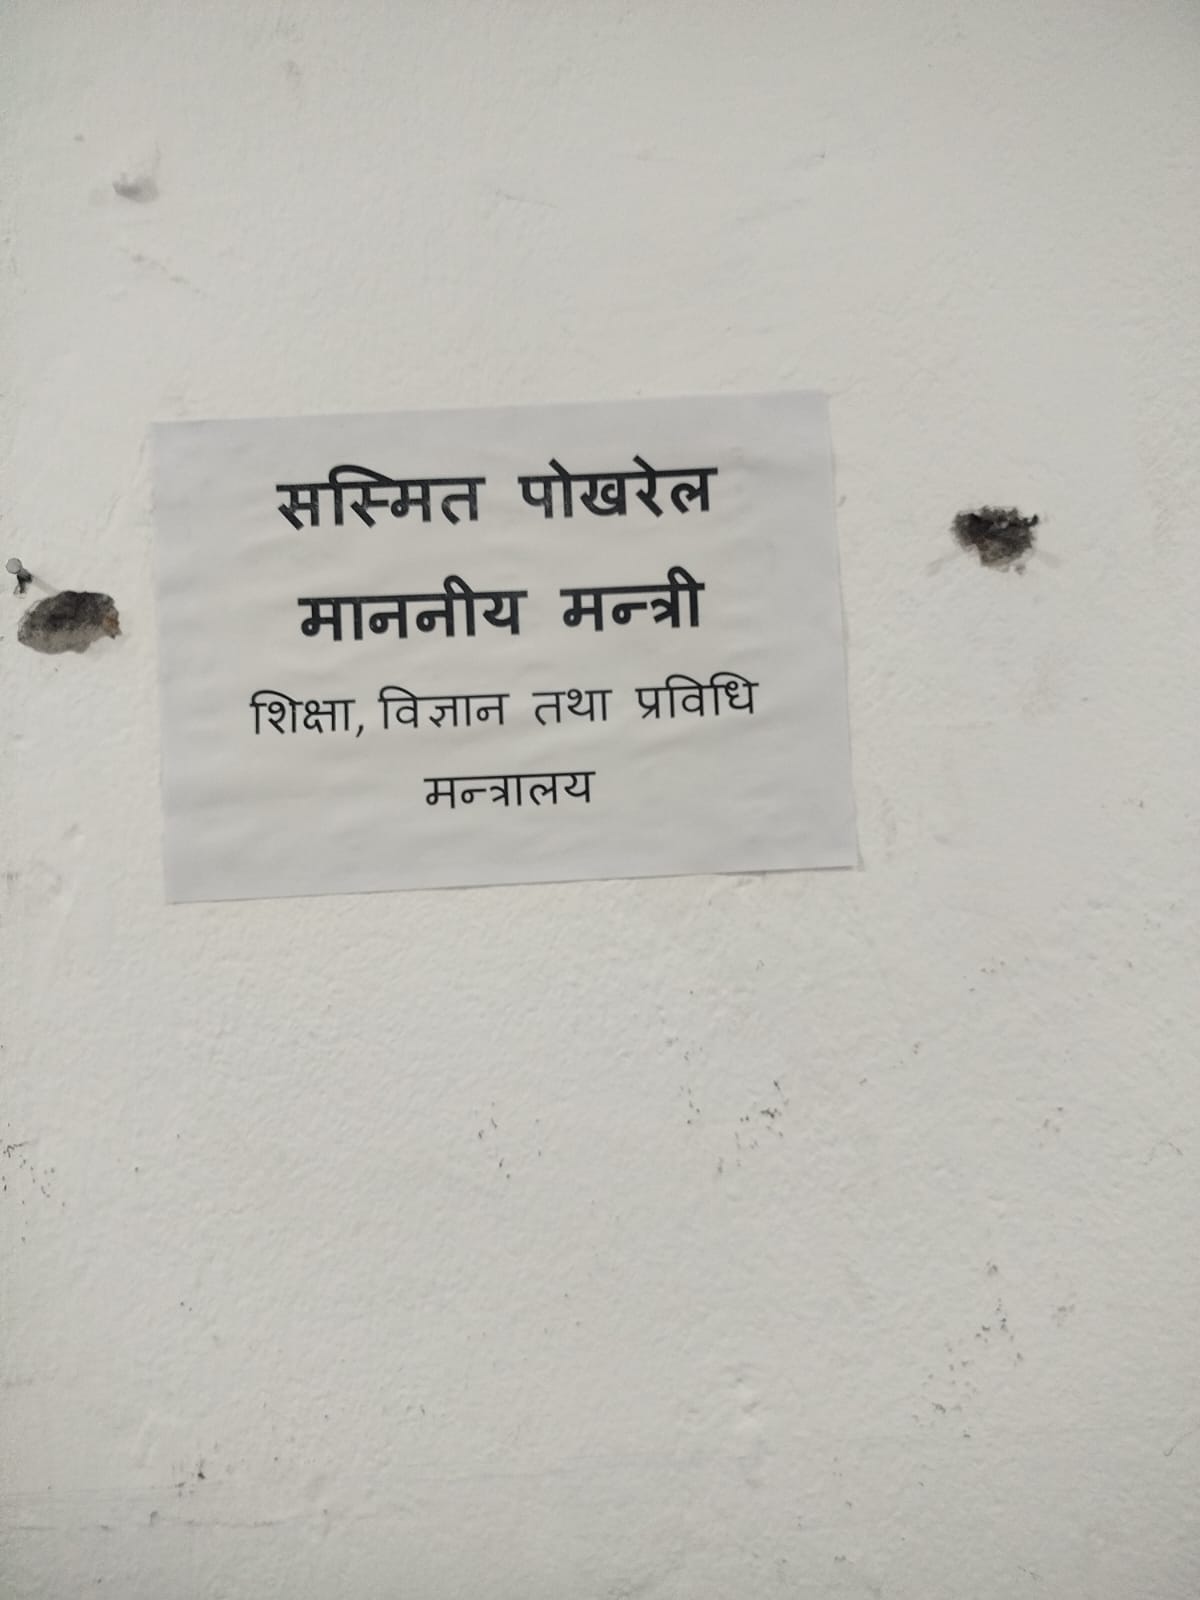 सस्मित पोखरेल
माननीय मन्त्री
शिक्षा, विज्ञान तथा प्रविधि
मन्त्रालय